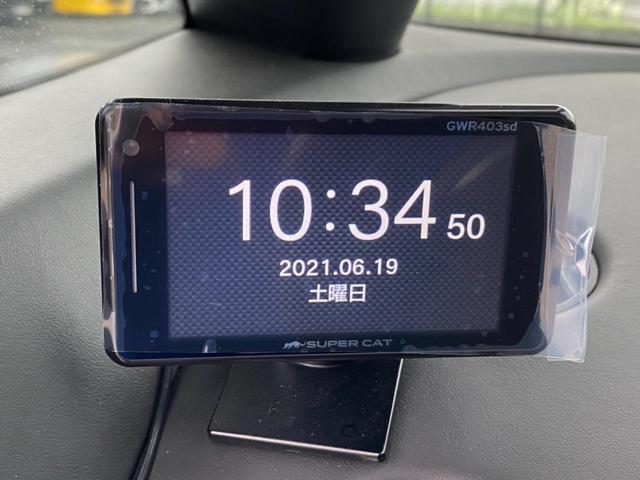 GWR403sd
10:34 50
2021.06.19
土曜日
SUPER CAT